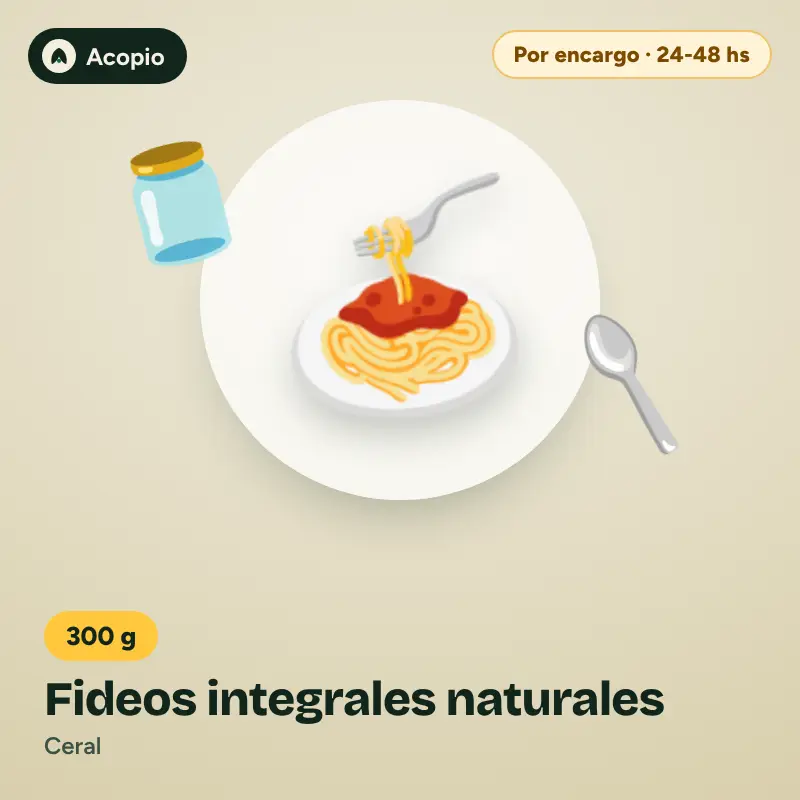 Acopio
Por encargo · 24-48 hs
300 g
Fideos integrales naturales
Ceral